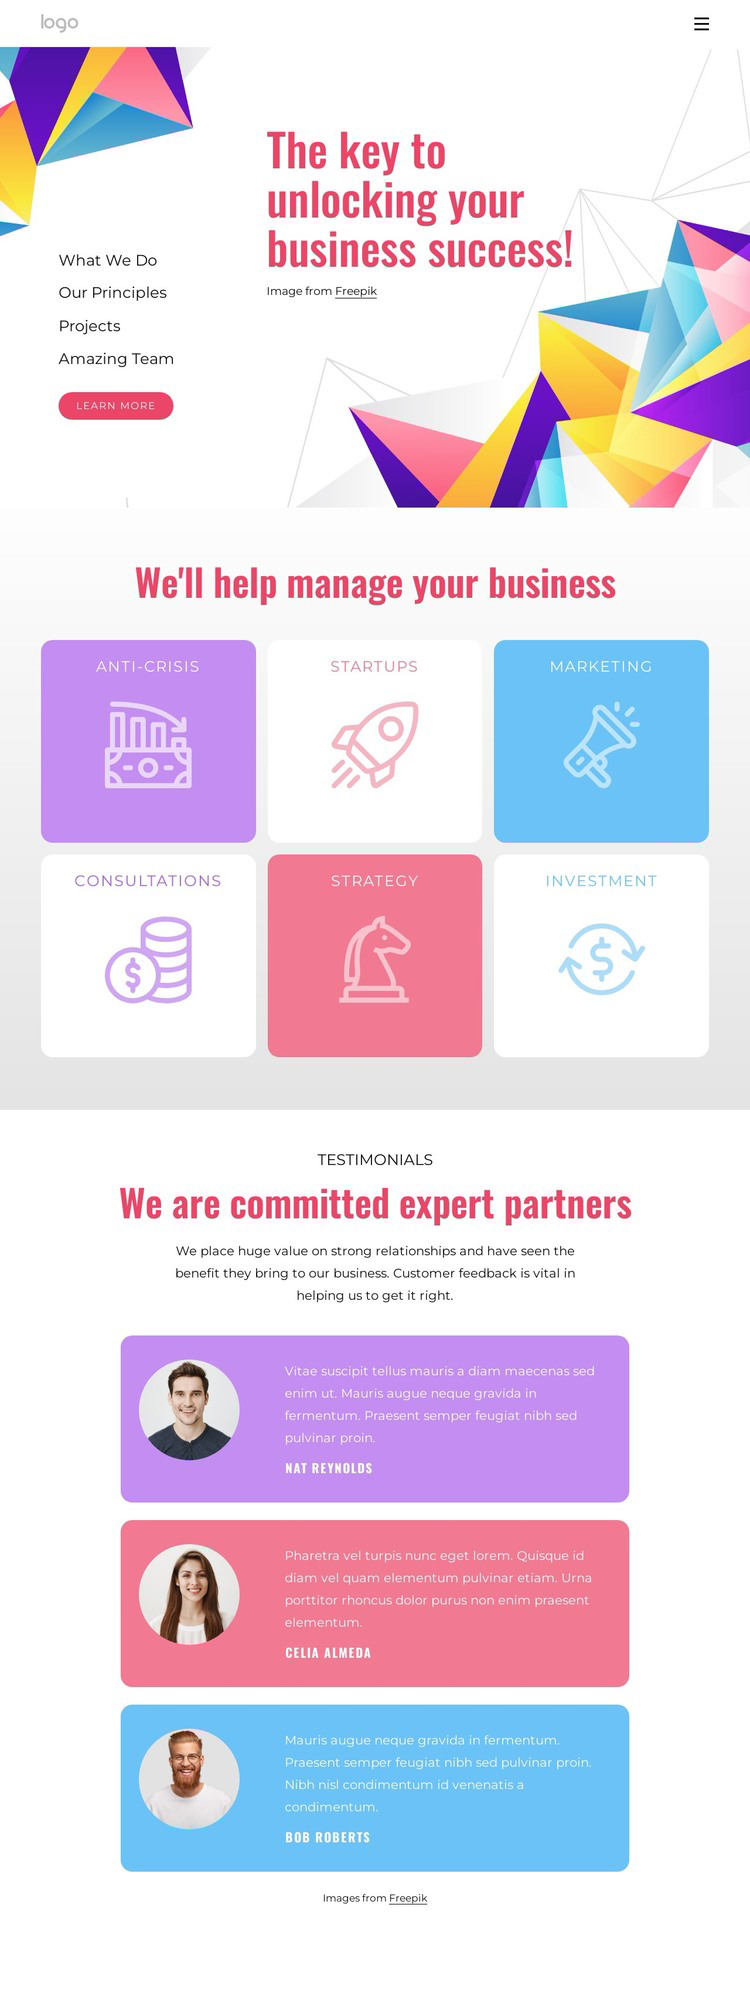 logo
The key to
unlocking your
business success!
Image from Freepik
What We Do
Our Principles
Projects
Amazing Team
LEARN MORE
We'll help manage your business
ANTI-CRISIS
STARTUPS
MARKETING
CONSULTATIONS
STRATEGY
INVESTMENT
TESTIMONIALS
We are committed expert partners
We place huge value on strong relationships and have seen the
benefit they bring to our business. Customer feedback is vital in
helping us to get it right.
Vitae suscipit tellus mauris a diam maecenas sed
enim ut. Mauris augue neque gravida in
fermentum. Praesent semper feugiat nibh sed
pulvinar proin.
NAT REYNOLDS
Pharetra vel turpis nunc eget lorem. Quisque id
diam vel quam elementum pulvinar etiam. Urna
porttitor rhoncus dolor purus non enim praesent
elementum.
CELIA ALMEDA
Mauris augue neque gravida in fermentum.
Praesent semper feugiat nibh sed pulvinar proin.
Nibh nisl condimentum id venenatis a
condimentum.
BOB ROBERTS
Images from Freepik